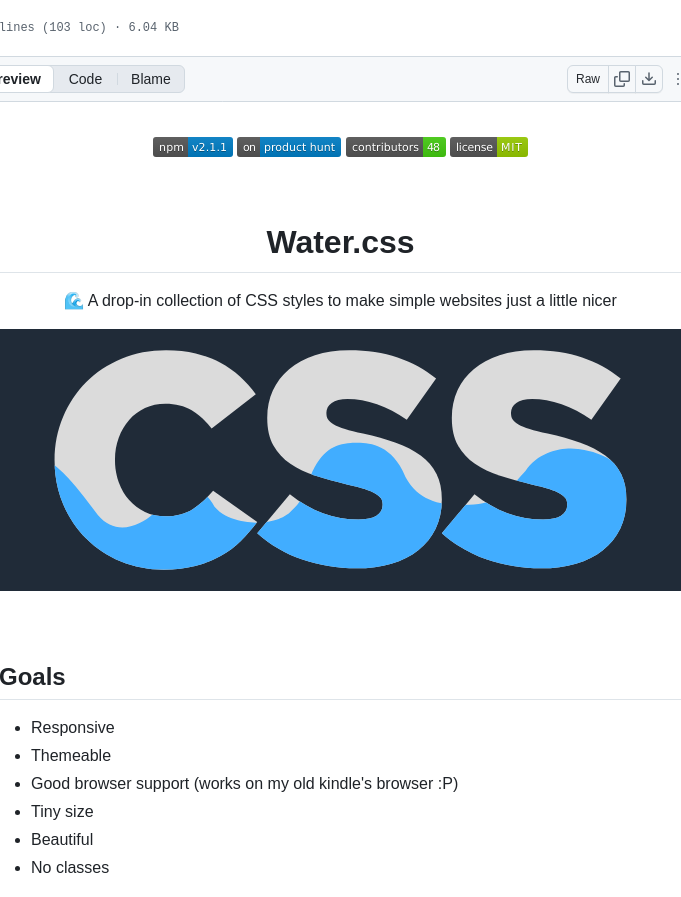 lines (103 loc) · 6.04 KB
review Code Blame Raw
npm v2.1.1 on product hunt contributors 48 license MIT
Water.css
🌊 A drop-in collection of CSS styles to make simple websites just a little nicer
CSS
Goals
• Responsive
• Themeable
• Good browser support (works on my old kindle's browser :P)
• Tiny size
• Beautiful
• No classes